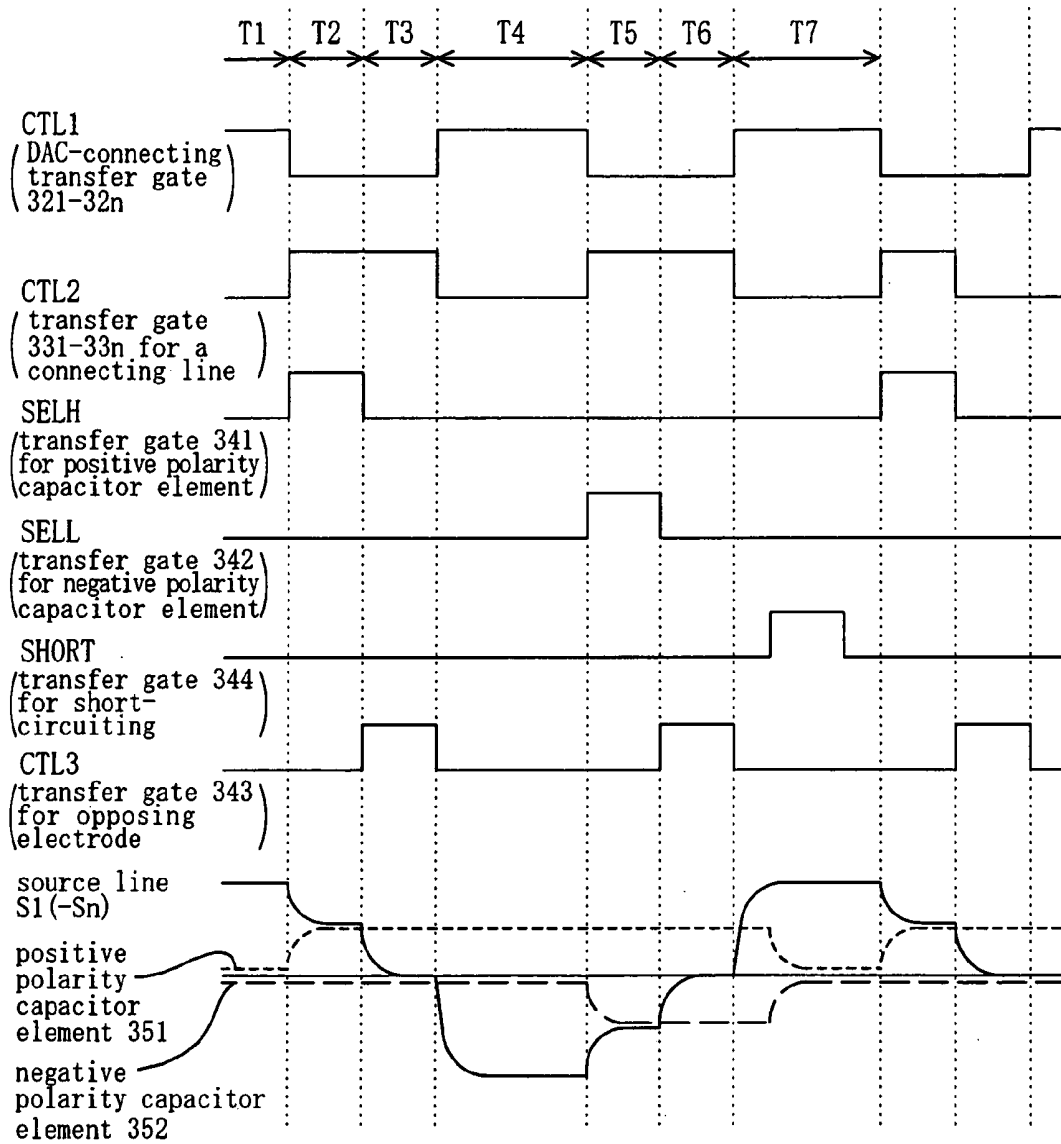 T1 T2 T3 T4 T5 T6 T7
CTL1
DAC-connecting
transfer gate
321-32n
CTL2
transfer gate
331-33n for a
connecting line
SELH
transfer gate 341
for positive polarity
capacitor element
SELL
transfer gate 342
for negative polarity
capacitor element
SHORT
transfer gate 344
for short-
circuiting
CTL3
transfer gate 343
for opposing
electrode
source line
S1(-Sn)
positive
polarity
capacitor
element 351
negative
polarity capacitor
element 352